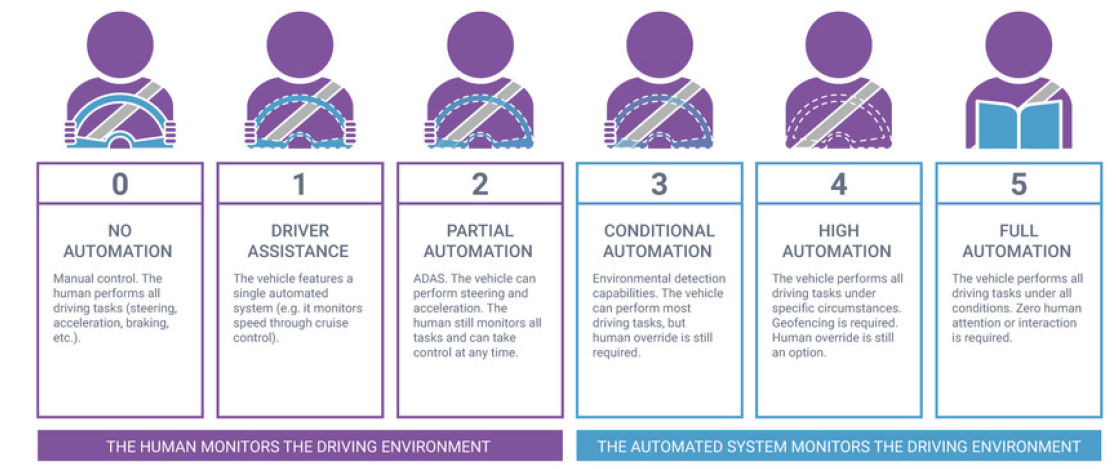 0
NO
AUTOMATION
Manual control. The
human performs all
driving tasks (steering,
acceleration, braking,
etc.).
1
DRIVER
ASSISTANCE
The vehicle features a
single automated
system (e.g. it monitors
speed through cruise
control).
2
PARTIAL
AUTOMATION
ADAS. The vehicle can
perform steering and
acceleration. The
human still monitors all
tasks and can take
control at any time.
3
CONDITIONAL
AUTOMATION
Environmental detection
capabilities. The vehicle
can perform most
driving tasks, but
human override is still
required.
4
HIGH
AUTOMATION
The vehicle performs all
driving tasks under
specific circumstances.
Geofencing is required.
Human override is still
an option.
5
FULL
AUTOMATION
The vehicle performs all
driving tasks under all
conditions. Zero human
attention or interaction
is required.
THE HUMAN MONITORS THE DRIVING ENVIRONMENT
THE AUTOMATED SYSTEM MONITORS THE DRIVING ENVIRONMENT